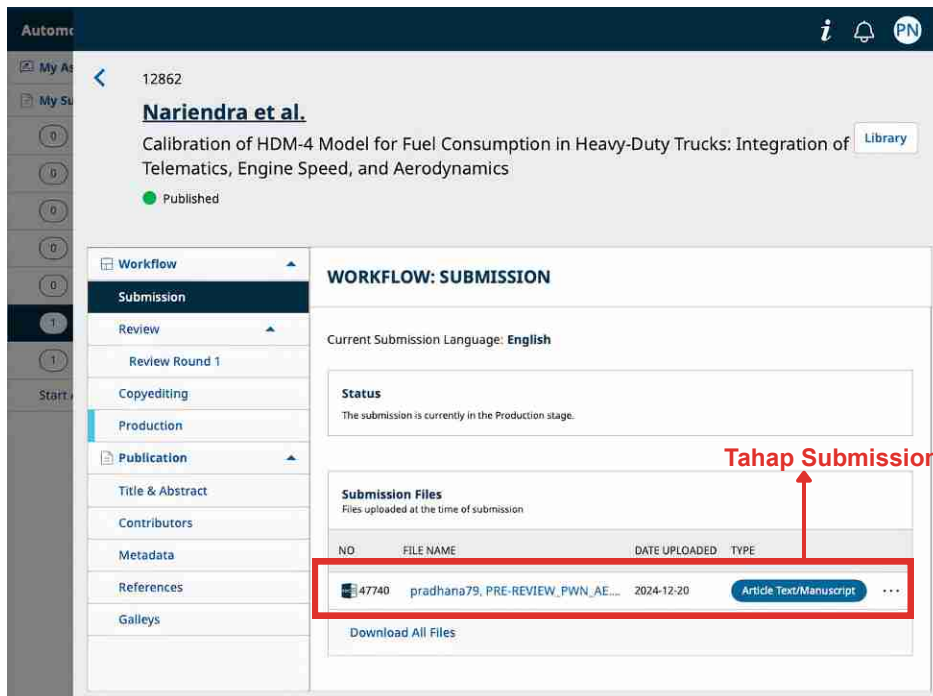 Automo
PN
My As
My Su
0
0
0
0
0
1
1
Start
12862
Nariendra et al.
Calibration of HDM-4 Model for Fuel Consumption in Heavy-Duty Trucks: Integration of
Telematics, Engine Speed, and Aerodynamics
Library
Published
Workflow
Submission
Review
Review Round 1
Copyediting
Production
Publication
Title & Abstract
Contributors
Metadata
References
Galleys
WORKFLOW: SUBMISSION
Current Submission Language: English
Status
The submission is currently in the Production stage.
Tahap Submission
Submission Files
Files uploaded at the time of submission
NO FILE NAME DATE UPLOADED TYPE
47740 pradhana79, PRE-REVIEW_PWN_AE.... 2024-12-20 Article Text/Manuscript ...
Download All Files